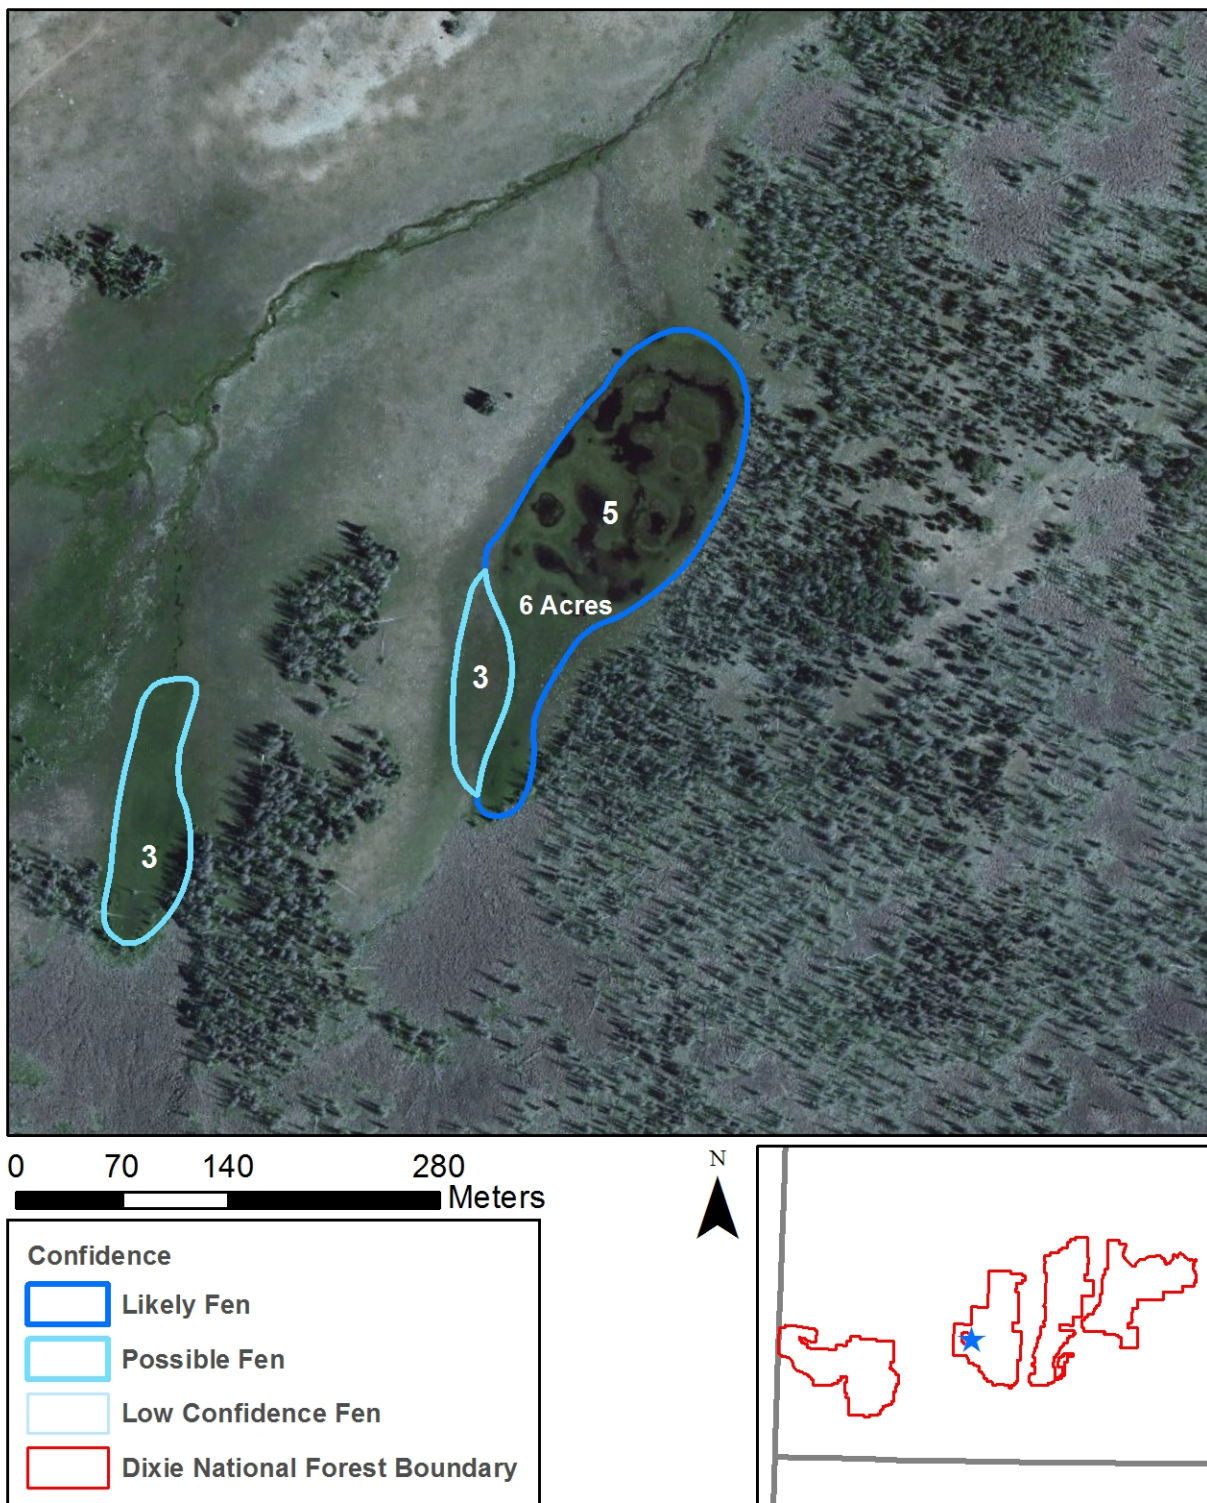 5
6 Acres
3
3
0 70 140 280
Meters
N
Confidence
Likely Fen
Possible Fen
Low Confidence Fen
Dixie National Forest Boundary